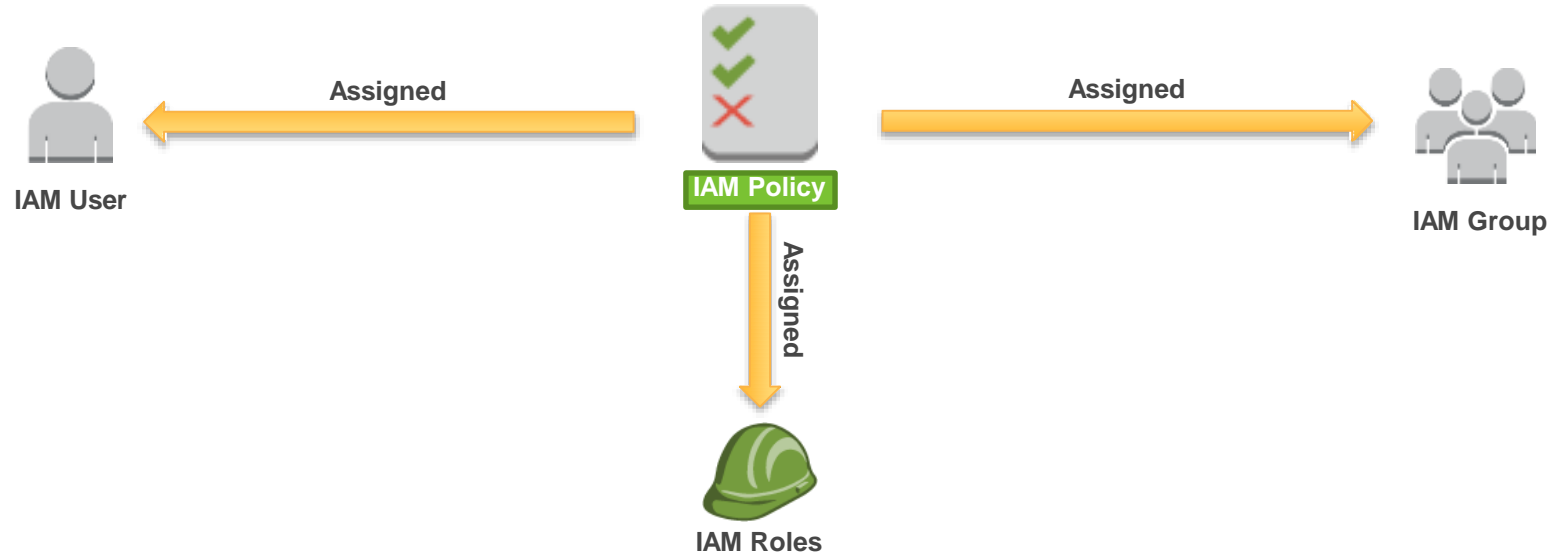 Assigned
Assigned
IAM User
IAM Policy
IAM Group
Assigned
IAM Roles